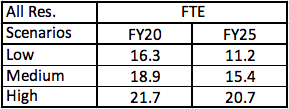 All Res. FTE
Scenarios FY20 FY25
Low 16.3 11.2
Medium 18.9 15.4
High 21.7 20.7